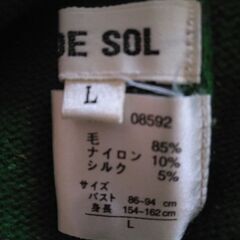 DE SOL
L
08592
毛 85%
ナイロン 10%
シルク 5%
サイズ
バスト 86-94 cm
身長 154-162 cm
L